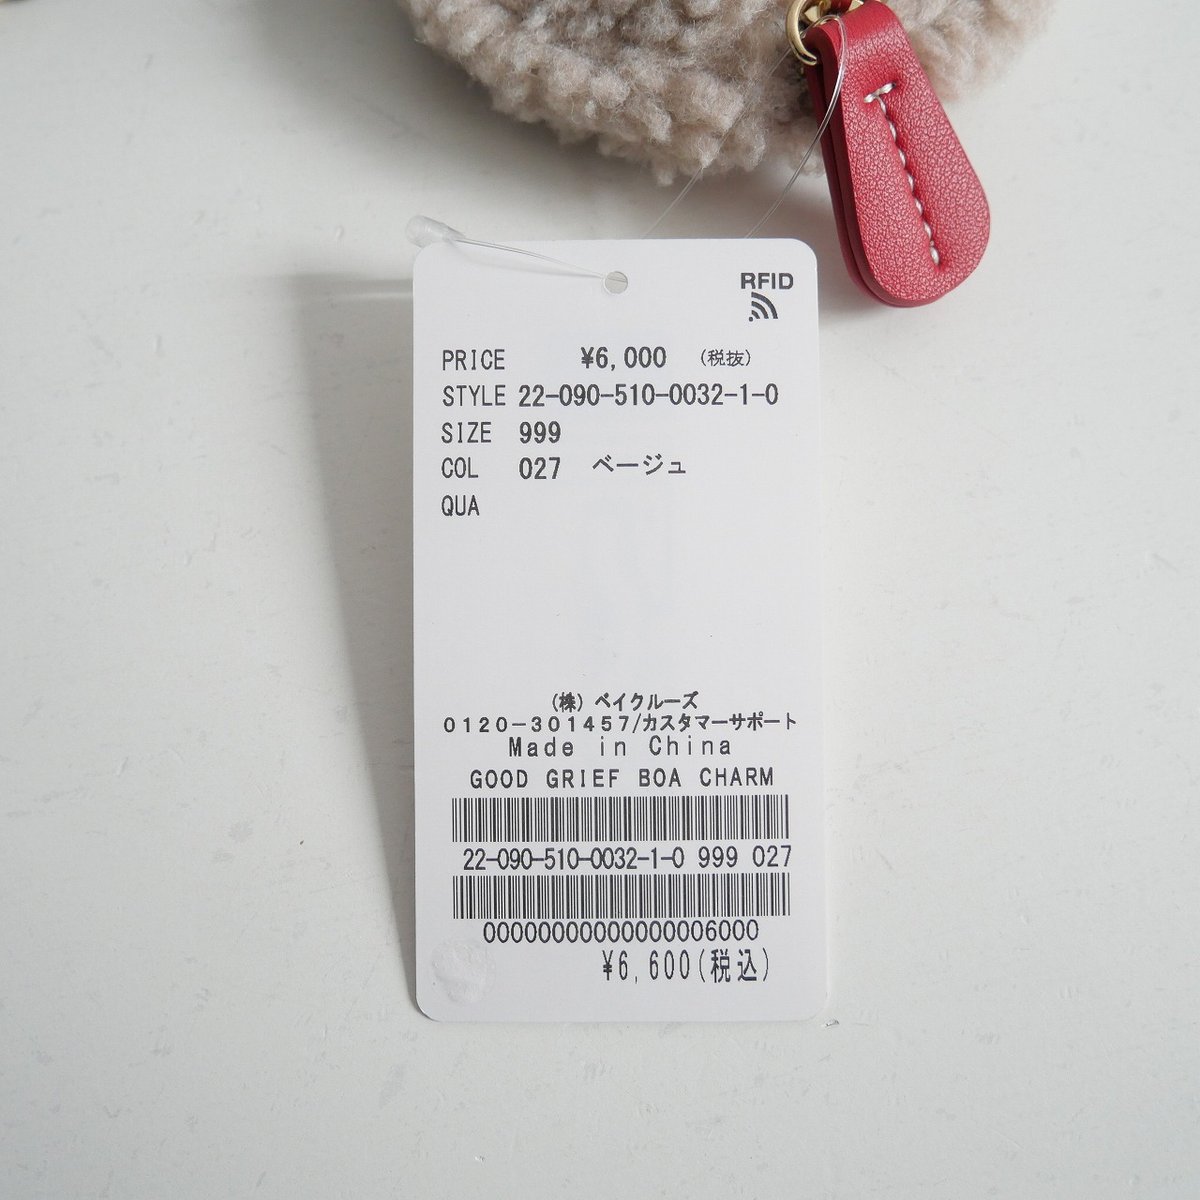 RFID
PRICE ¥6,000 (税抜)
STYLE 22-090-510-0032-1-0
SIZE 999
COL 027 ベージュ
QUA
(株) ベイクルーズ
0120-301457/カスタマーサポート
Made in China
GOOD GRIEF BOA CHARM
22-090-510-0032-1-0 999 027
00000000000000006000
¥6,600(税込)